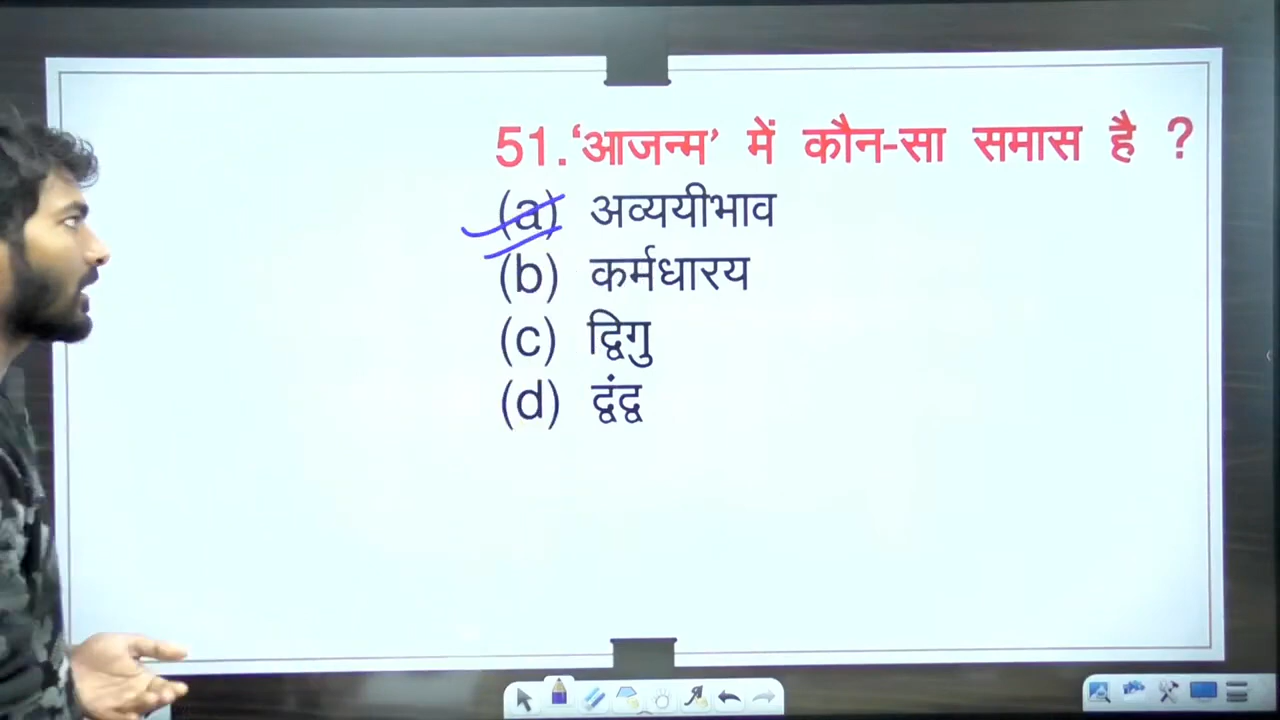 51.‘आजन्म’ में कौन-सा समास है ?
(a) अव्ययीभाव
(b) कर्मधारय
(c) द्विगु
(d) द्वंद्व